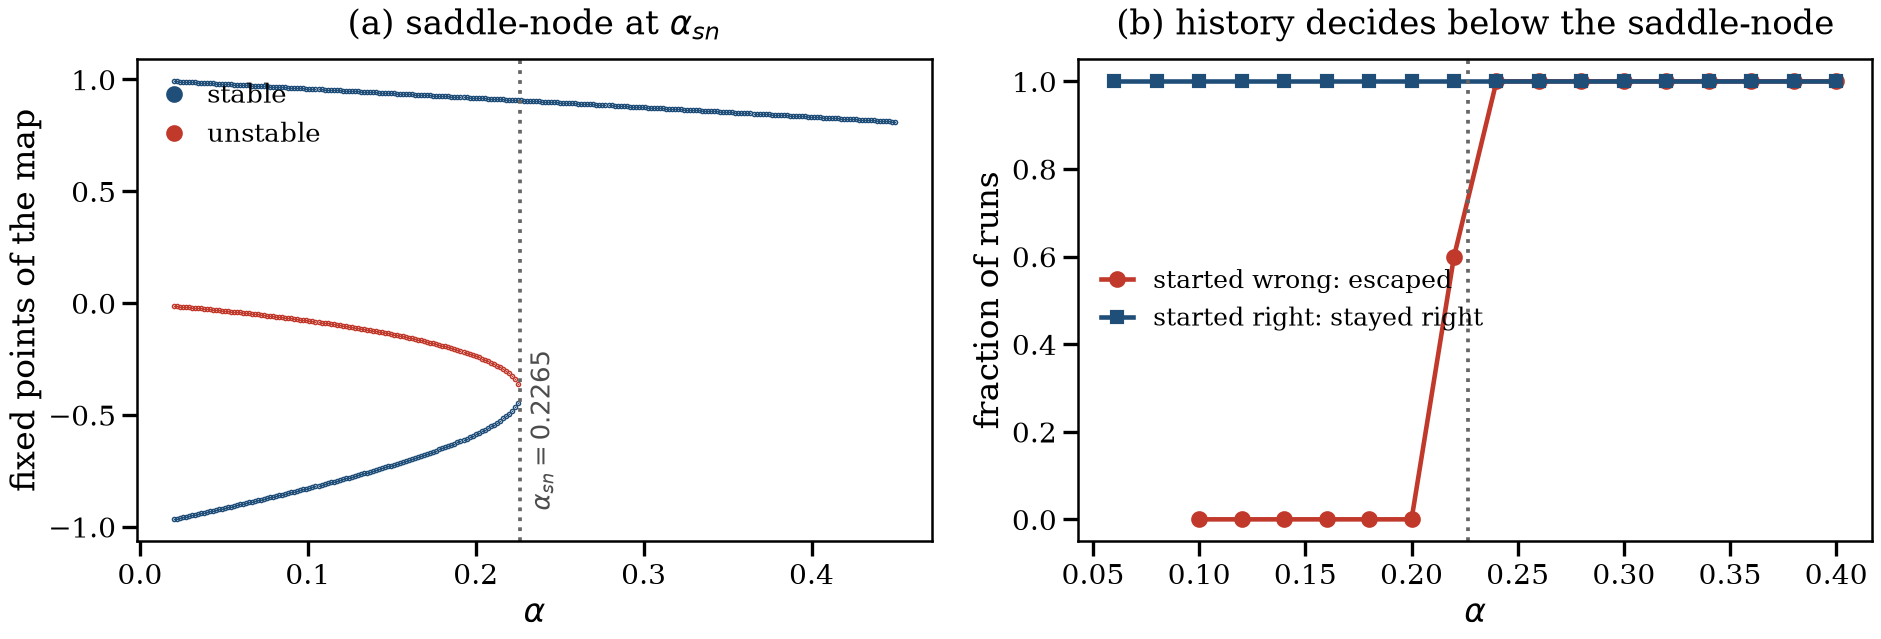 (a) saddle-node at α_sn
fixed points of the map
1.0
0.5
0.0
−0.5
−1.0
stable
unstable
α_sn = 0.2265
0.0 0.1 0.2 0.3 0.4
α
(b) history decides below the saddle-node
fraction of runs
1.0
0.8
0.6
0.4
0.2
0.0
started wrong: escaped
started right: stayed right
0.05 0.10 0.15 0.20 0.25 0.30 0.35 0.40
α